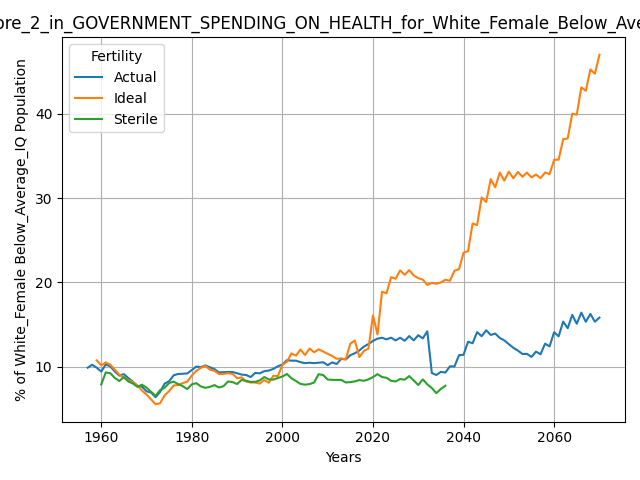 ore_2_in_GOVERNMENT_SPENDING_ON_HEALTH_for_White_Female_Below_Ave
Fertility
Actual
Ideal
Sterile
% of White_Female Below_Average_IQ Population
40
30
20
10
1960 1980 2000 2020 2040 2060
Years